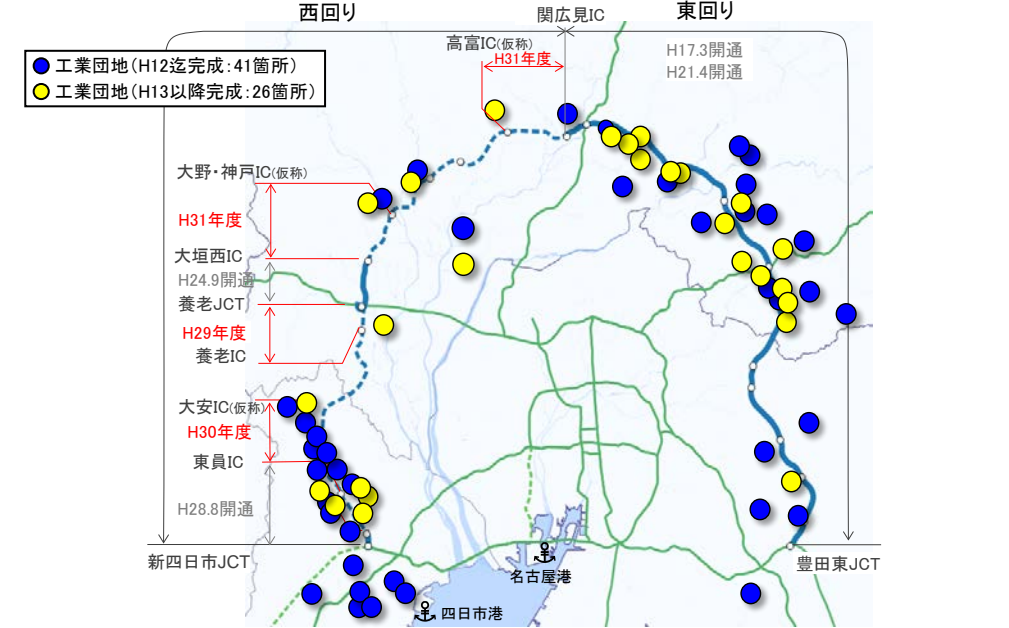 西回り
関広見IC
東回り
高富IC(仮称)
H31年度
H17.3開通
H21.4開通
工業団地（H12迄完成：41箇所）
工業団地（H13以降完成：26箇所）
大野・神戸IC(仮称)
H31年度
大垣西IC
H24.9開通
養老JCT
H29年度
養老IC
大安IC(仮称)
H30年度
東員IC
H28.8開通
新四日市JCT
豊田東JCT
名古屋港
四日市港